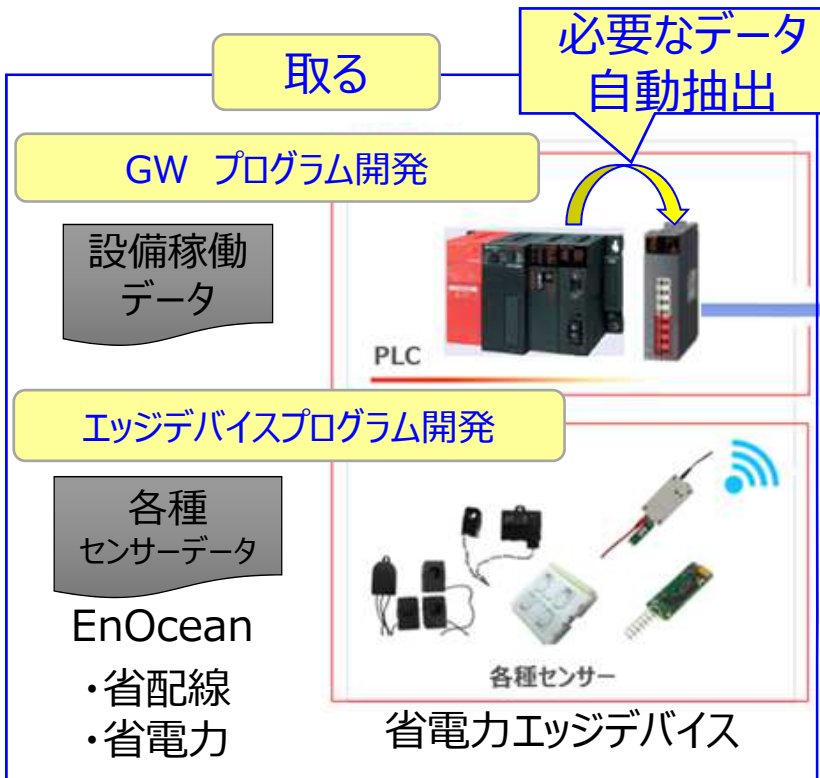 取る
必要なデータ
自動抽出
GW プログラム開発
設備稼働
データ
PLC
エッジデバイスプログラム開発
各種
センサーデータ
EnOcean
・省配線
・省電力
各種センサー
省電力エッジデバイス